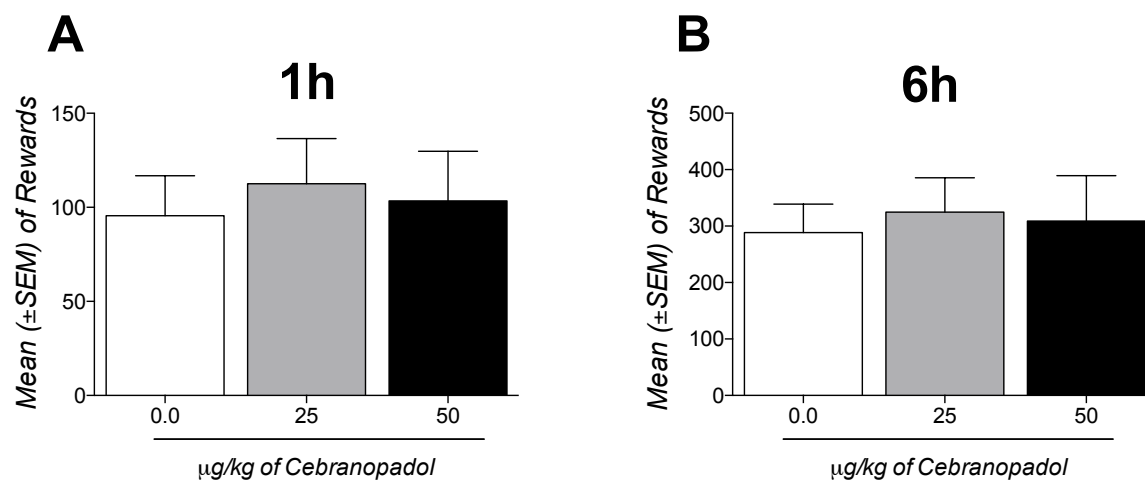 A
1h
Mean (±SEM) of Rewards
150
100
50
0
0.0 25 50
μg/kg of Cebranopadol
B
6h
Mean (±SEM) of Rewards
500
400
300
200
100
0
0.0 25 50
μg/kg of Cebranopadol